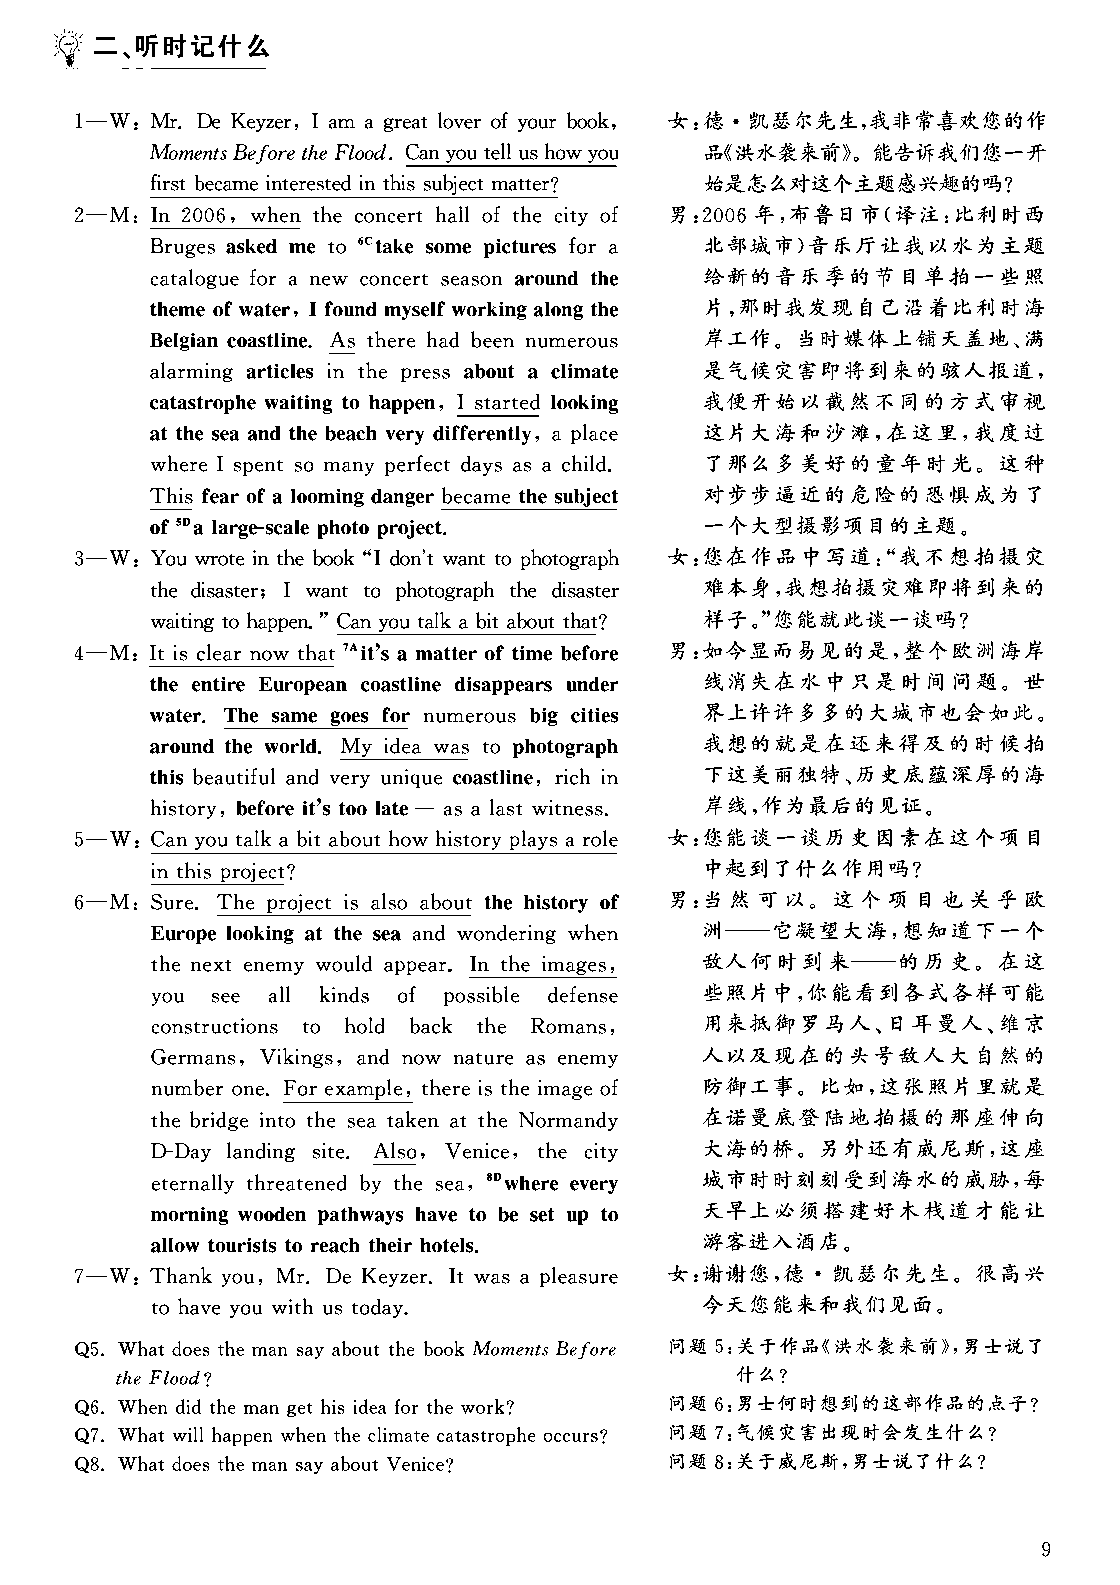 二、听时记什么
1—W: Mr. De Keyzer, I am a great lover of your book,
Moments Before the Flood. Can you tell us how you
first became interested in this subject matter?
2—M: In 2006, when the concert hall of the city of
Bruges asked me to 6Ctake some pictures for a
catalogue for a new concert season around the
theme of water, I found myself working along the
Belgian coastline. As there had been numerous
alarming articles in the press about a climate
catastrophe waiting to happen, I started looking
at the sea and the beach very differently, a place
where I spent so many perfect days as a child.
This fear of a looming danger became the subject
of 5Da large-scale photo project.
3—W: You wrote in the book “I don't want to photograph
the disaster; I want to photograph the disaster
waiting to happen.” Can you talk a bit about that?
4—M: It is clear now that 7Ait's a matter of time before
the entire European coastline disappears under
water. The same goes for numerous big cities
around the world. My idea was to photograph
this beautiful and very unique coastline, rich in
history, before it's too late — as a last witness.
5—W: Can you talk a bit about how history plays a role
in this project?
6—M: Sure. The project is also about the history of
Europe looking at the sea and wondering when
the next enemy would appear. In the images,
you see all kinds of possible defense
constructions to hold back the Romans,
Germans, Vikings, and now nature as enemy
number one. For example, there is the image of
the bridge into the sea taken at the Normandy
D-Day landing site. Also, Venice, the city
eternally threatened by the sea, 8Dwhere every
morning wooden pathways have to be set up to
allow tourists to reach their hotels.
7—W: Thank you, Mr. De Keyzer. It was a pleasure
to have you with us today.
Q5. What does the man say about the book Moments Before
the Flood?
Q6. When did the man get his idea for the work?
Q7. What will happen when the climate catastrophe occurs?
Q8. What does the man say about Venice?
女:德·凯瑟尔先生,我非常喜欢您的作
品《洪水袭来前》。能告诉我们您一开
始是怎么对这个主题感兴趣的吗?
男:2006 年,布鲁日市(译注:比利时西
北部城市)音乐厅让我以水为主题
给新的音乐季的节目单拍一些照
片,那时我发现自己沿着比利时海
岸工作。当时媒体上铺天盖地、满
是气候灾害即将到来的骇人报道,
我便开始以截然不同的方式审视
这片大海和沙滩,在这里,我度过
了那么多美好的童年时光。这种
对步步逼近的危险的恐惧成为了
一个大型摄影项目的主题。
女:您在作品中写道:“我不想拍摄灾
难本身,我想拍摄灾难即将到来的
样子。”您能就此谈一谈吗?
男:如今显而易见的是,整个欧洲海岸
线消失在水中只是时间问题。世
界上许许多多的大城市也会如此。
我想的就是在还来得及的时候拍
下这美丽独特、历史底蕴深厚的海
岸线,作为最后的见证。
女:您能谈一谈历史因素在这个项目
中起到了什么作用吗?
男:当然可以。这个项目也关乎欧
洲——它凝望大海,想知道下一个
敌人何时到来——的历史。在这
些照片中,你能看到各式各样可能
用来抵御罗马人、日耳曼人、维京
人以及现在的头号敌人大自然的
防御工事。比如,这张照片里就是
在诺曼底登陆地拍摄的那座伸向
大海的桥。另外还有威尼斯,这座
城市时时刻刻受到海水的威胁,每
天早上必须搭建好木栈道才能让
游客进入酒店。
女:谢谢您,德·凯瑟尔先生。很高兴
今天您能来和我们见面。
问题 5:关于作品《洪水袭来前》,男士说了
什么?
问题 6:男士何时想到的这部作品的点子?
问题 7:气候灾害出现时会发生什么?
问题 8:关于威尼斯,男士说了什么?
9